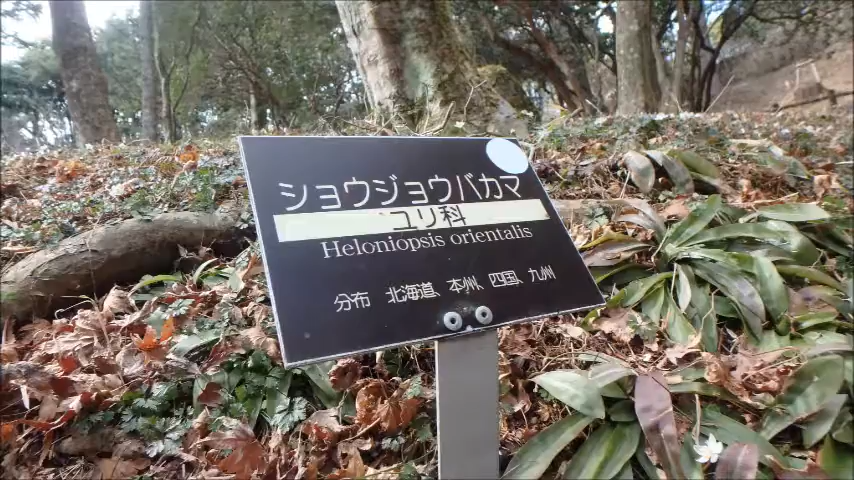 ショウジョウバカマ
ユリ科
Heloniopsis orientalis
分布 北海道、本州、四国、九州